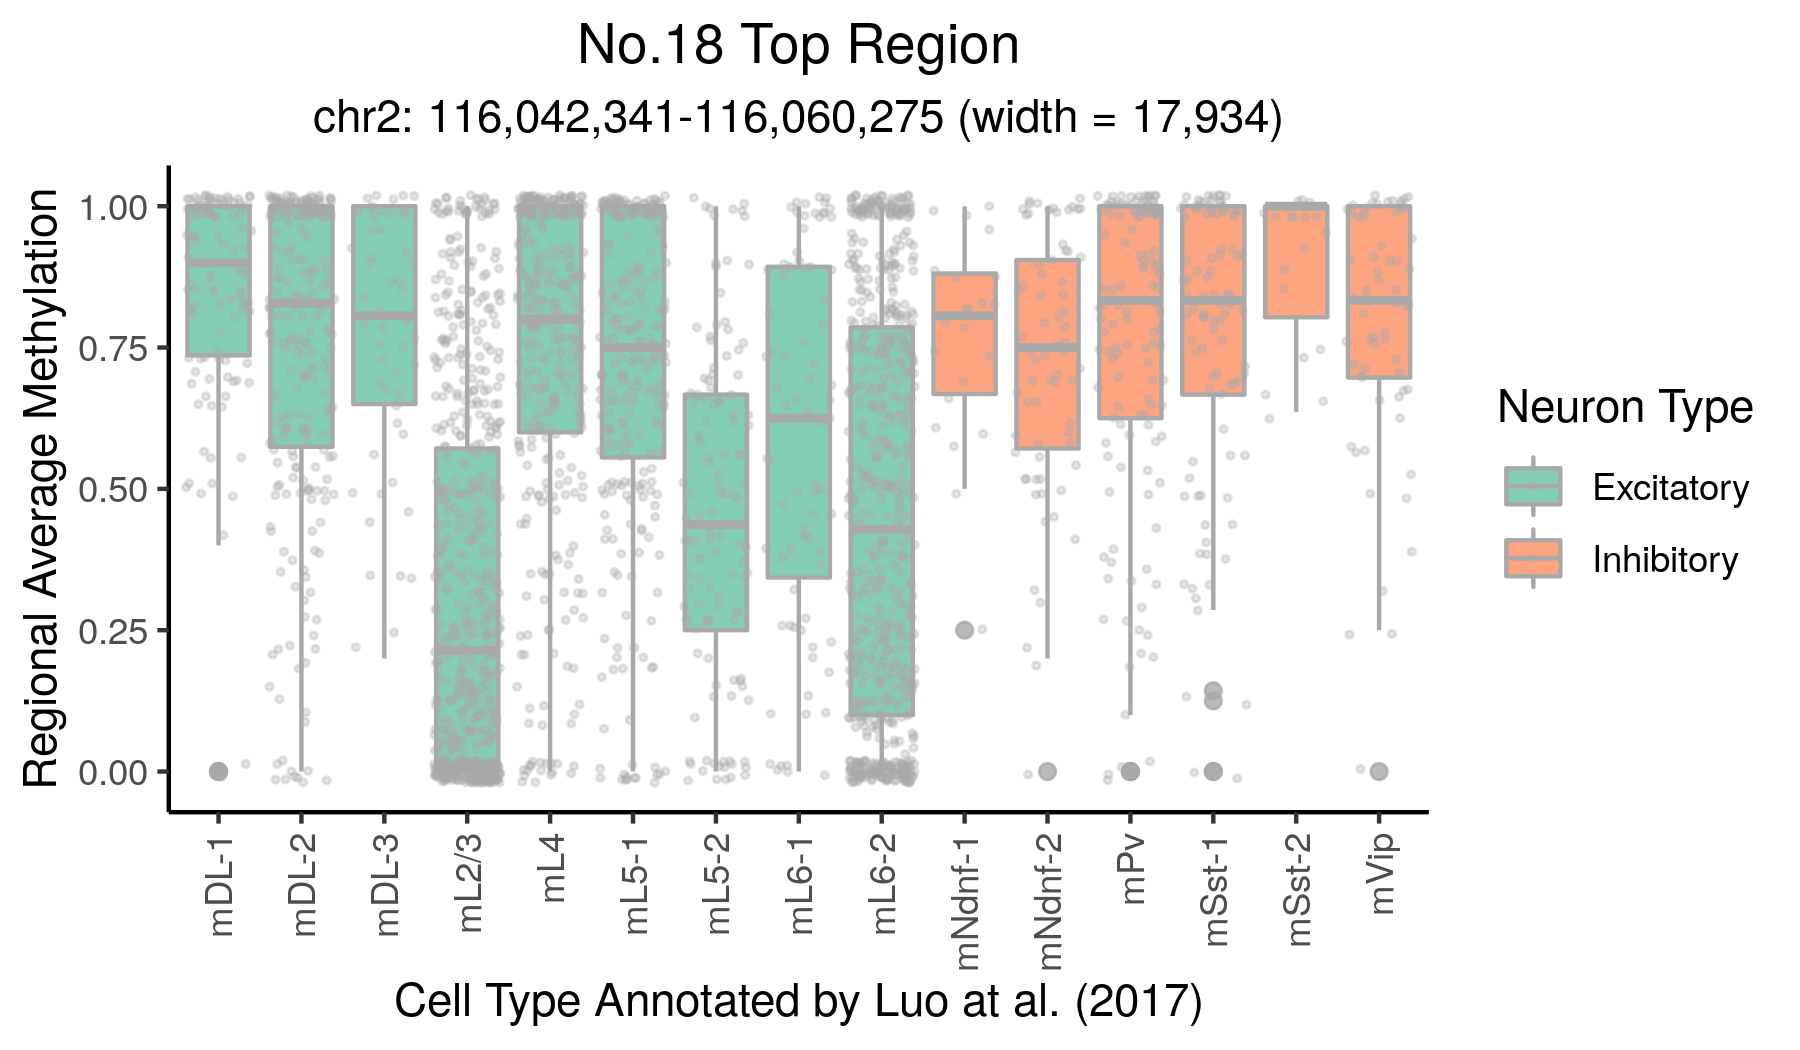 No.18 Top Region
chr2: 116,042,341-116,060,275 (width = 17,934)
Regional Average Methylation
1.00
0.75
0.50
0.25
0.00
mDL-1
mDL-2
mDL-3
mL2/3
mL4
mL5-1
mL5-2
mL6-1
mL6-2
mNdnf-1
mNdnf-2
mPv
mSst-1
mSst-2
mVip
Cell Type Annotated by Luo at al. (2017)
Neuron Type
Excitatory
Inhibitory